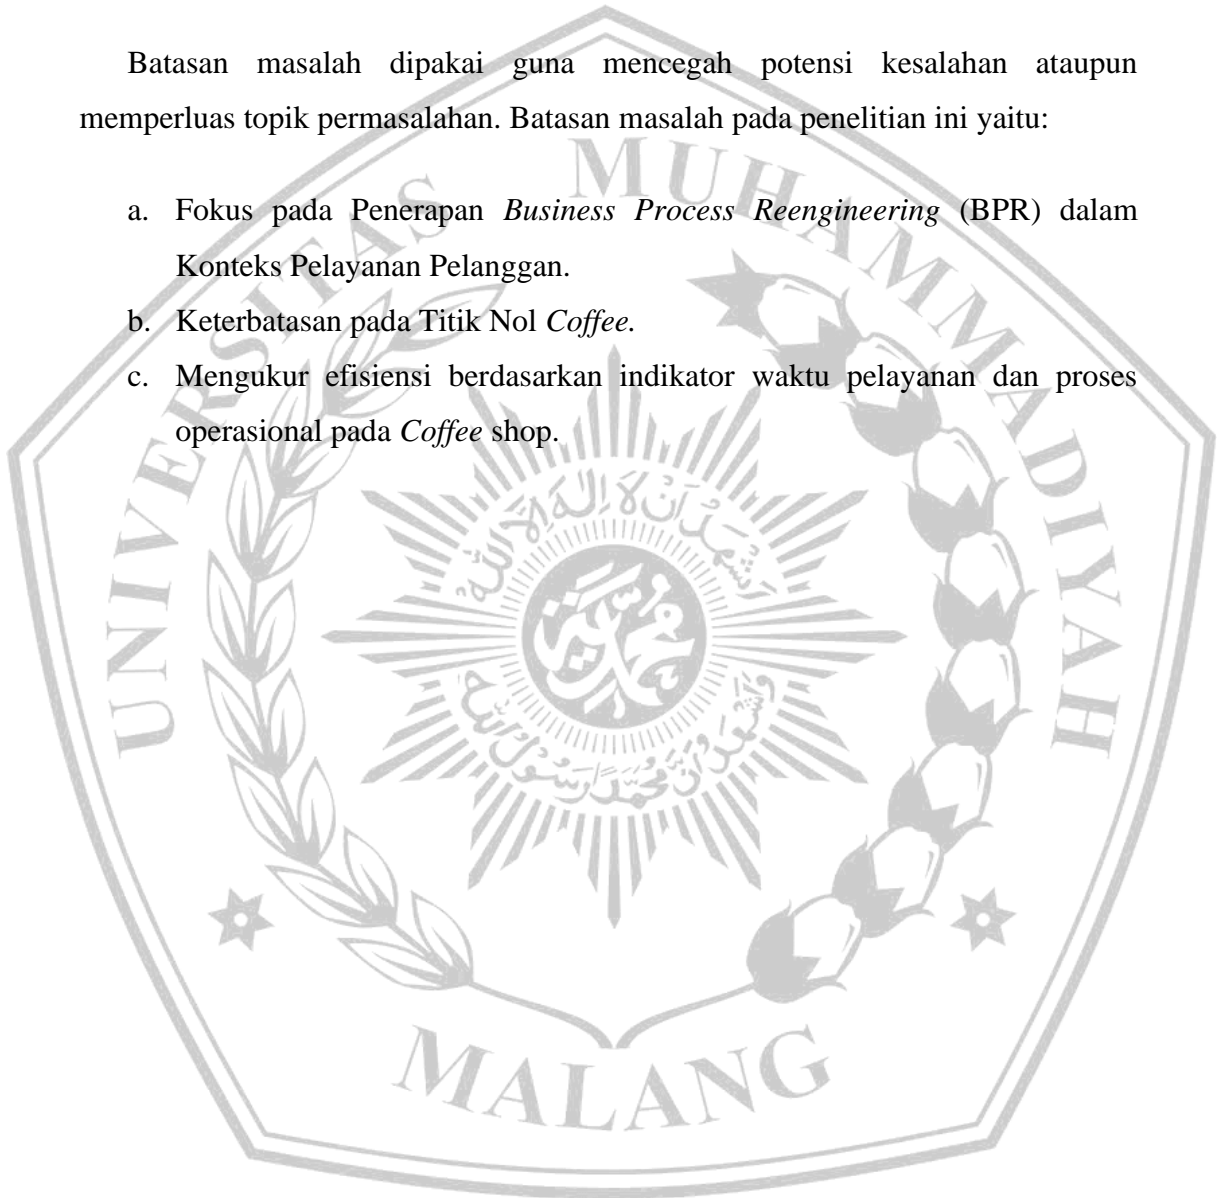 Batasan masalah dipakai guna mencegah potensi kesalahan ataupun
memperluas topik permasalahan. Batasan masalah pada penelitian ini yaitu:
a. Fokus pada Penerapan Business Process Reengineering (BPR) dalam
Konteks Pelayanan Pelanggan.
b. Keterbatasan pada Titik Nol Coffee.
c. Mengukur efisiensi berdasarkan indikator waktu pelayanan dan proses
operasional pada Coffee shop.
UNIVERSITAS MUHAMMADIYAH
MALANG